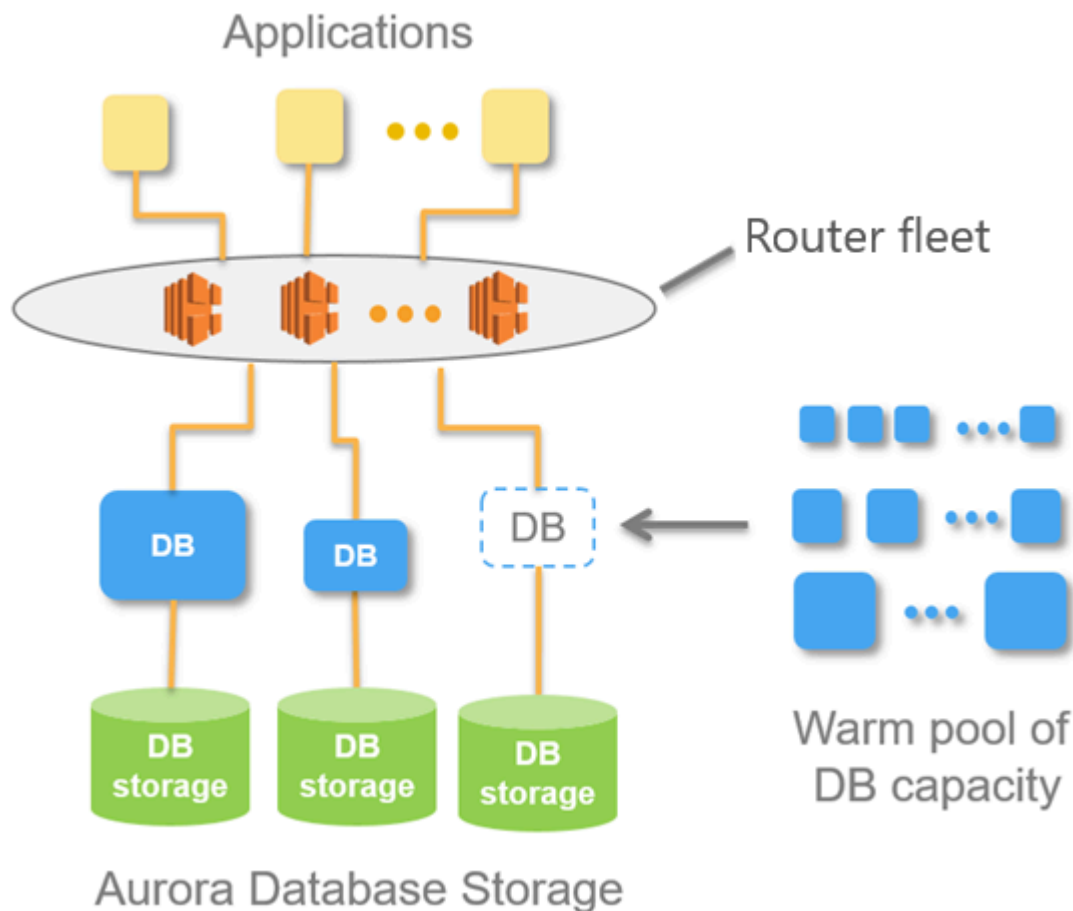 Applications
Router fleet
DB
DB
DB
DB
storage
DB
storage
DB
storage
Warm pool of
DB capacity
Aurora Database Storage